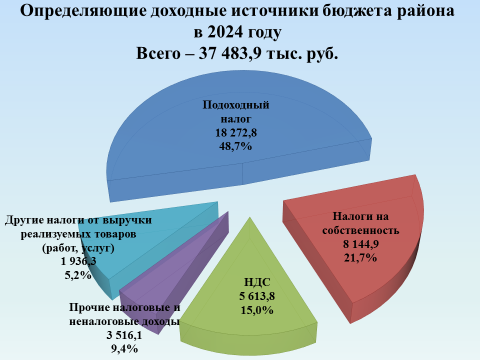 Определяющие доходные источники бюджета района
в 2024 году
Всего – 37 483,9 тыс. руб.
Подоходный
налог
18 272,8
48,7%
Налоги на
собственность
8 144,9
21,7%
НДС
5 613,8
15,0%
Прочие налоговые и
неналоговые доходы
3 516,1
9,4%
Другие налоги от выручки
реализуемых товаров
(работ, услуг)
1 936,3
5,2%